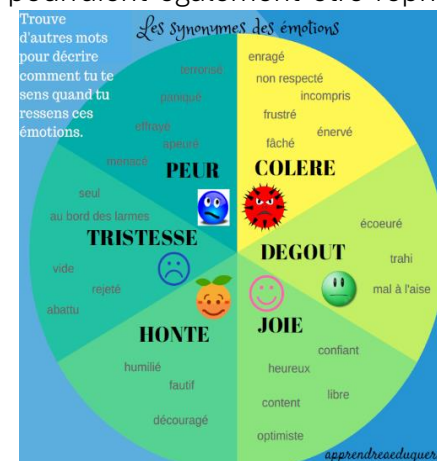 pourraient également être
Trouve
d'autres mots
pour décrire
comment tu te
sens quand tu
ressens ces
émotions.
Les synonymes des émotions
terrorisé
paniqué
effrayé
apeuré
menacé
PEUR
enragé
non respecté
incompris
frustré
énervé
fâché
COLERE
seul
au bord des larmes
TRISTESSE
vide
rejeté
abattu
écoeuré
DEGOUT
trahi
mal à l'aise
HONTE
humilié
fautif
découragé
JOIE
confiant
heureux
libre
content
optimiste
apprendreaeduquer